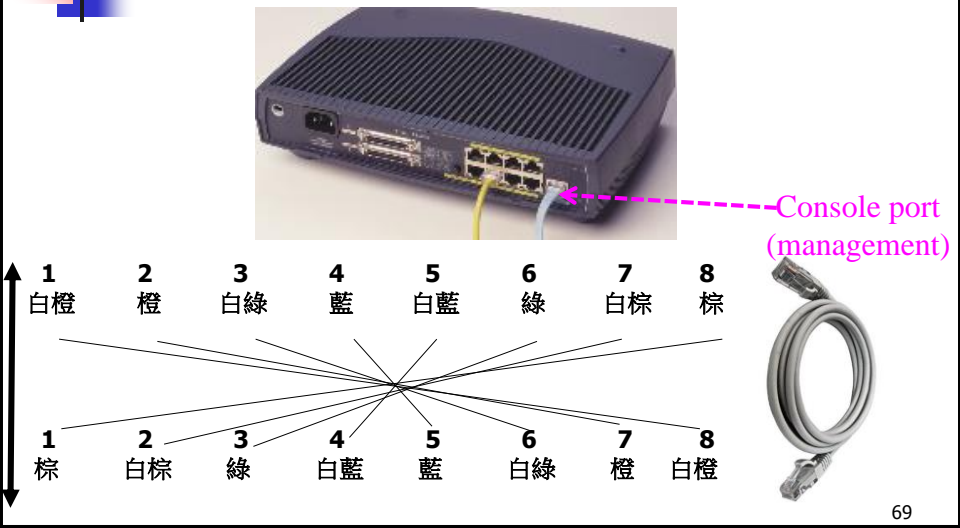 Console port
(management)
1 2 3 4 5 6 7 8
白橙 橙 白綠 藍 白藍 綠 白棕 棕
1 2 3 4 5 6 7 8
棕 白棕 綠 白藍 藍 白綠 橙 白橙
69